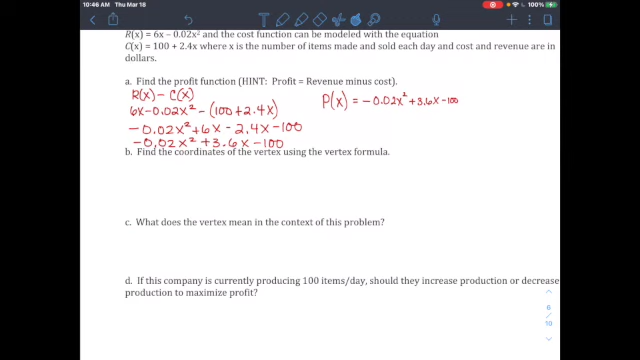 10:46 AM Thu Mar 18
R(x) = 6x – 0.02x² and the cost function can be modeled with the equation
C(x) = 100 + 2.4x where x is the number of items made and sold each day and cost and revenue are in
dollars.
a. Find the profit function (HINT: Profit = Revenue minus cost).
R(x) - C(x)
6x-0.02x² - (100+2.4x)
-0.02x²+6x-2.4x-100
-0.02x²+3.6x-100
P(x) = -0.02x²+3.6x-100
b. Find the coordinates of the vertex using the vertex formula.
c. What does the vertex mean in the context of this problem?
d. If this company is currently producing 100 items/day, should they increase production or decrease
production to maximize profit?
6
/
10